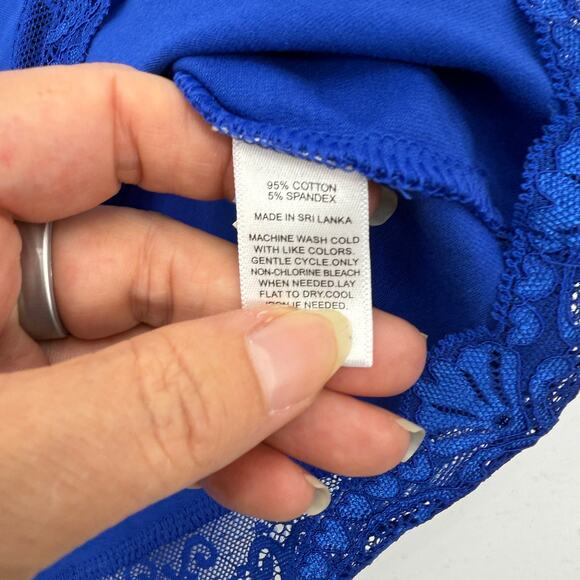 95% COTTON
5% SPANDEX
MADE IN SRI LANKA
MACHINE WASH COLD
WITH LIKE COLORS.
GENTLE CYCLE.ONLY
NON-CHLORINE BLEACH
WHEN NEEDED.LAY
FLAT TO DRY.COOL
IRON IF NEEDED.